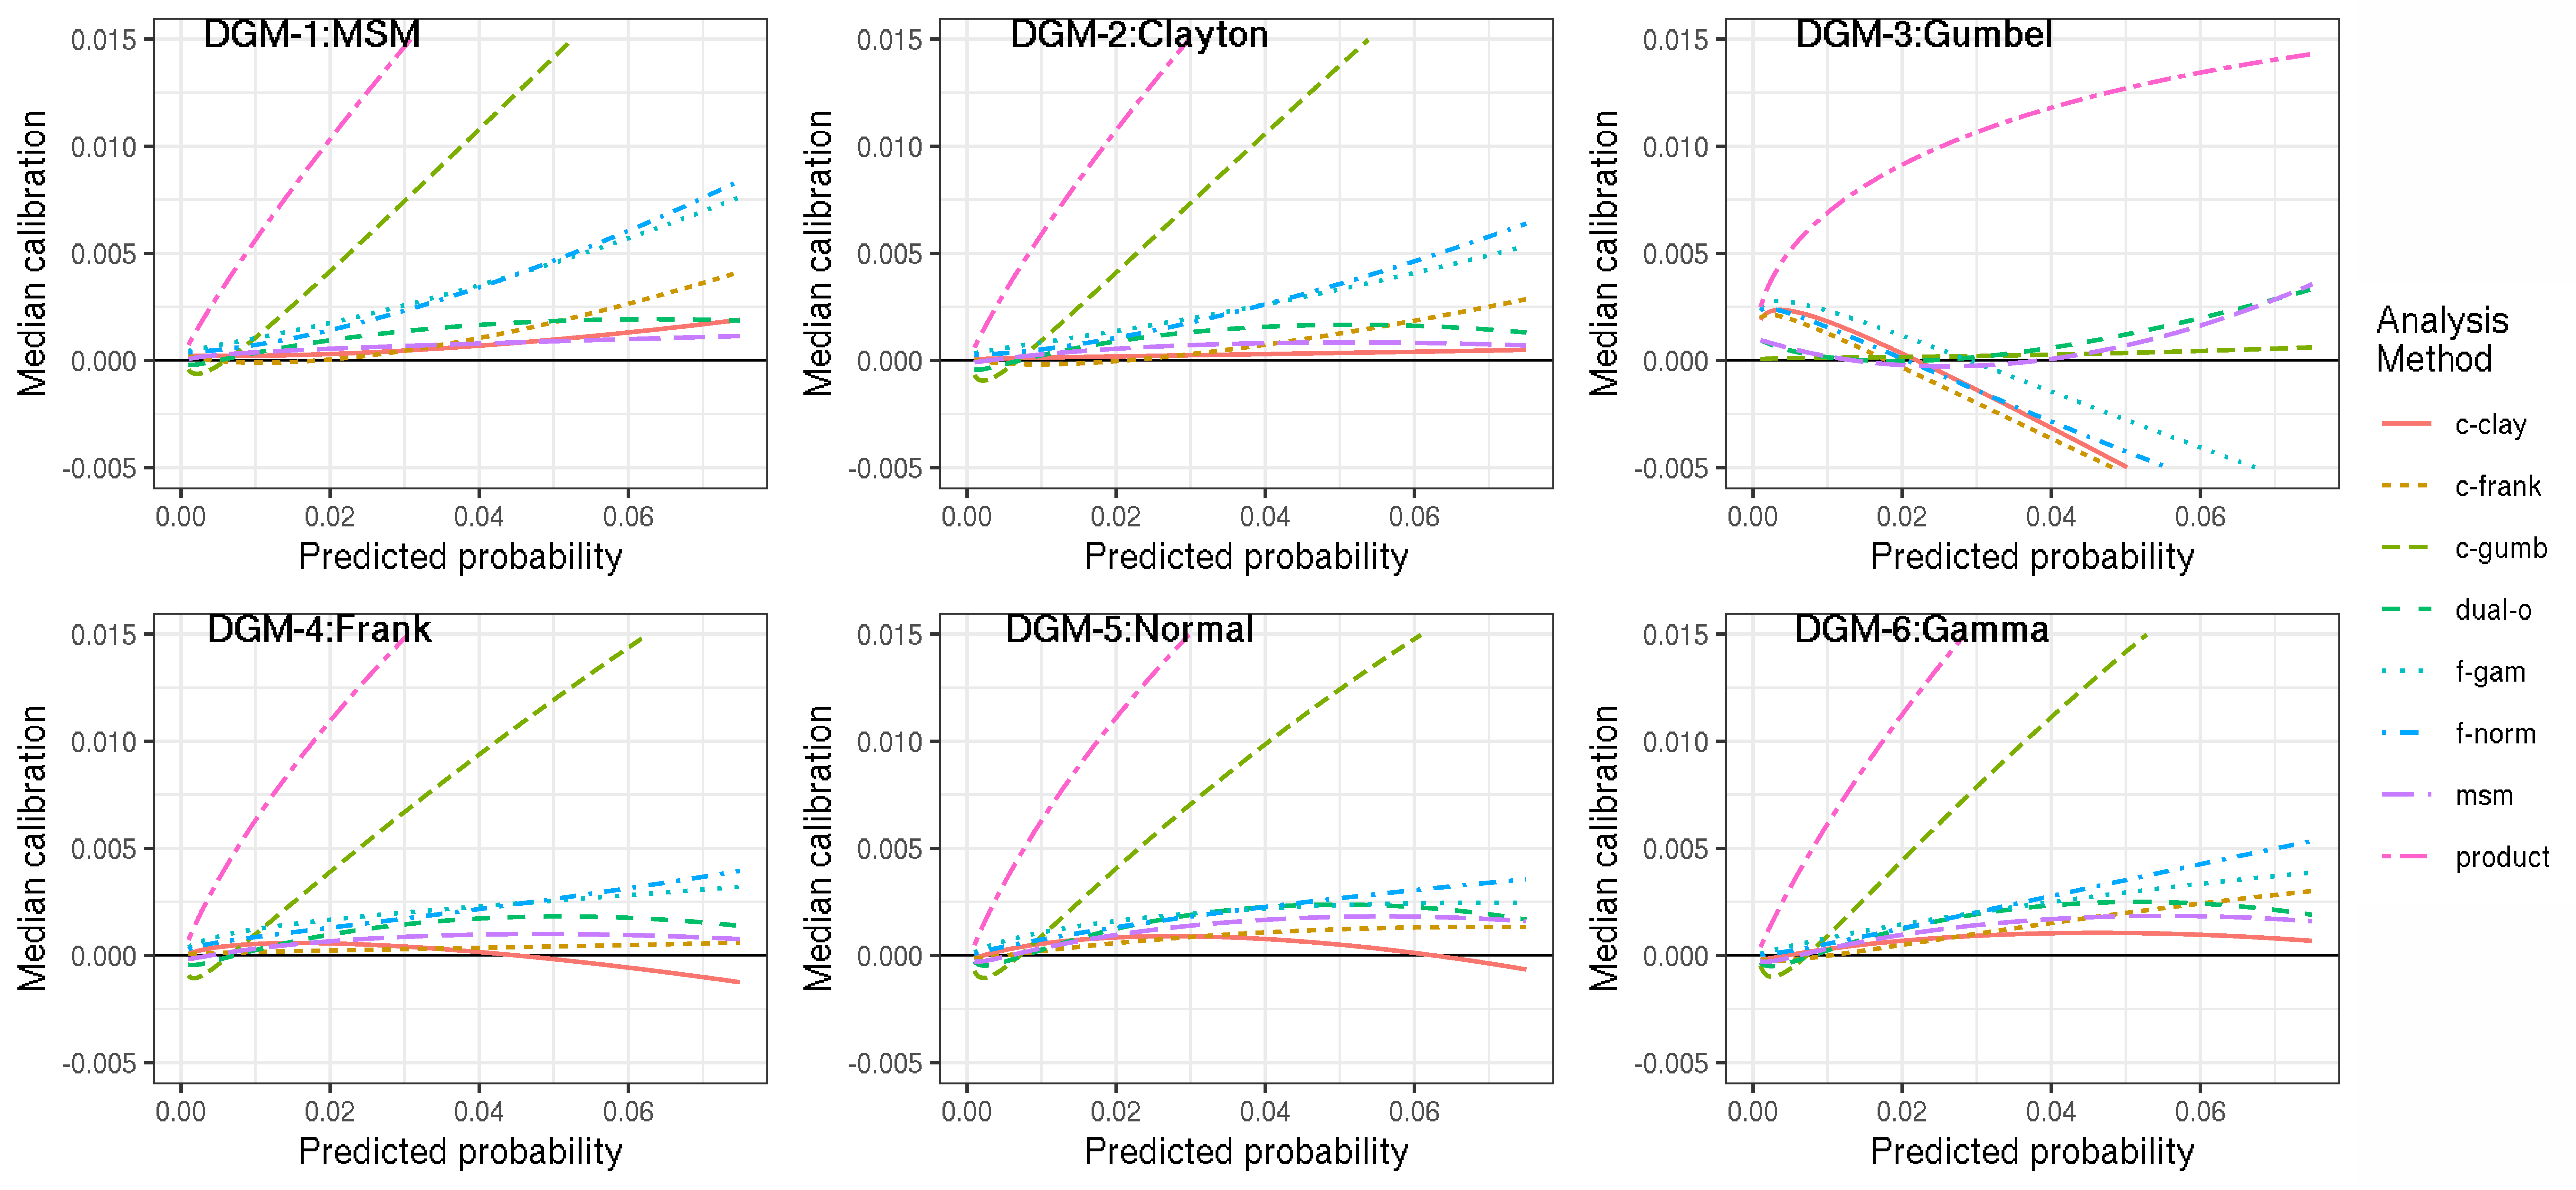 DGM-1:MSM
0.015
0.010
0.005
0.000
-0.005
Median calibration
0.00 0.02 0.04 0.06
Predicted probability
DGM-2:Clayton
0.015
0.010
0.005
0.000
-0.005
Median calibration
0.00 0.02 0.04 0.06
Predicted probability
DGM-3:Gumbel
0.015
0.010
0.005
0.000
-0.005
Median calibration
0.00 0.02 0.04 0.06
Predicted probability
DGM-4:Frank
0.015
0.010
0.005
0.000
-0.005
Median calibration
0.00 0.02 0.04 0.06
Predicted probability
DGM-5:Normal
0.015
0.010
0.005
0.000
-0.005
Median calibration
0.00 0.02 0.04 0.06
Predicted probability
DGM-6:Gamma
0.015
0.010
0.005
0.000
-0.005
Median calibration
0.00 0.02 0.04 0.06
Predicted probability
Analysis
Method
c-clay
c-frank
c-gumb
dual-o
f-gam
f-norm
msm
product